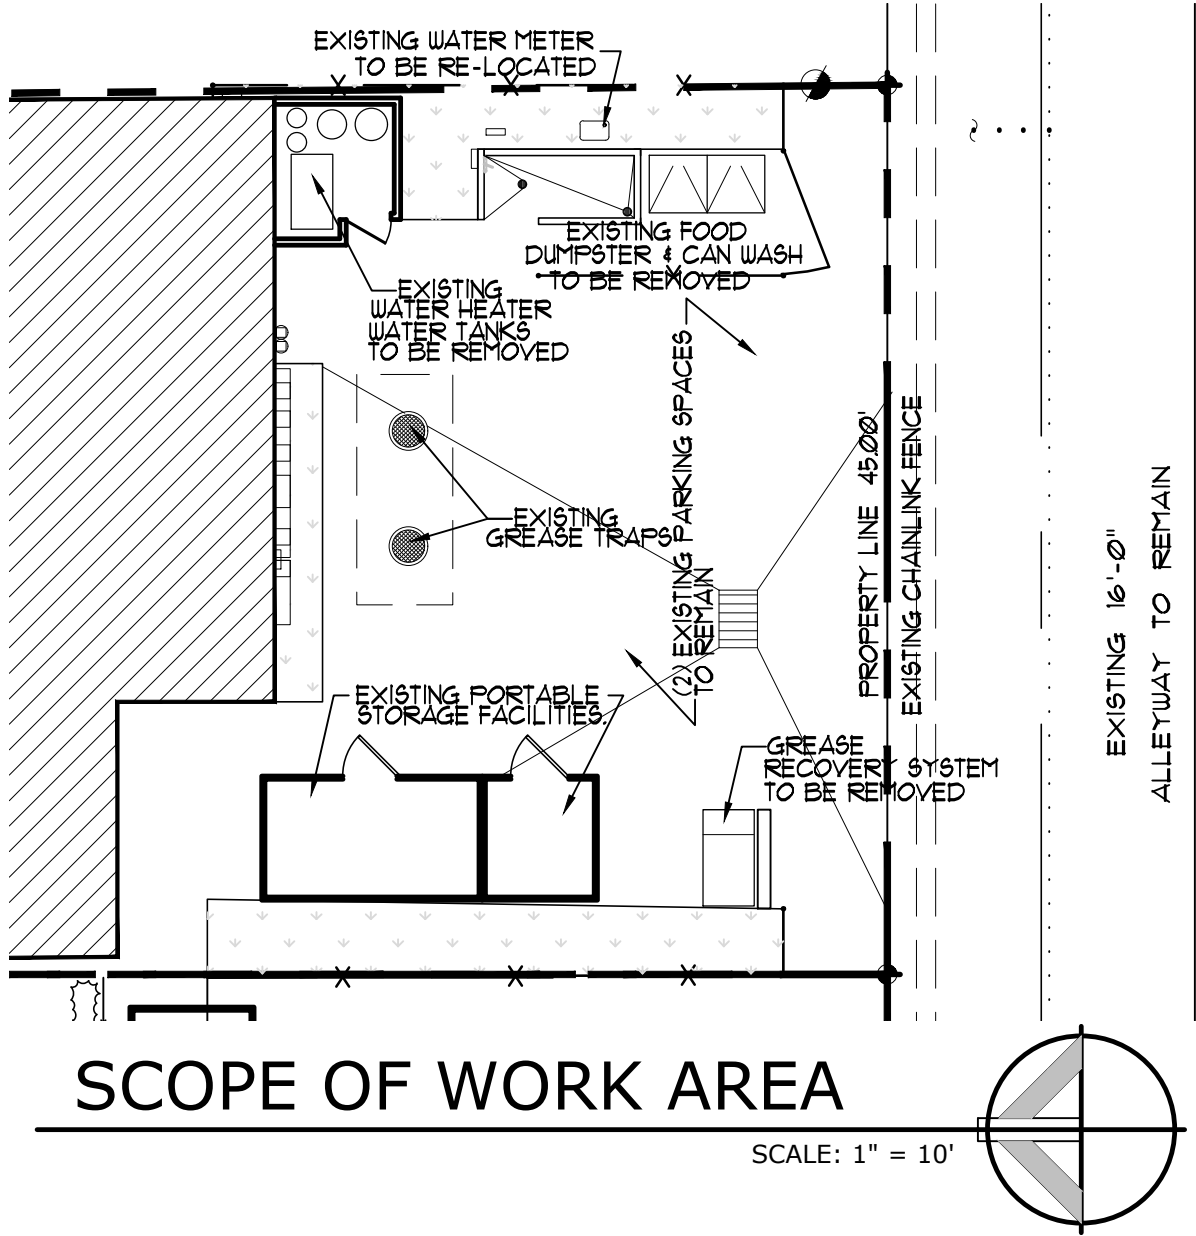 EXISTING WATER METER
TO BE RE-LOCATED
EXISTING FOOD
DUMPSTER & CAN WASH
TO BE REMOVED
EXISTING
WATER HEATER
WATER TANKS
TO BE REMOVED
(2) EXISTING PARKING SPACES
TO REMAIN
PROPERTY LINE 45.00'
EXISTING CHAINLINK FENCE
EXISTING 16'-0"
ALLEYWAY TO REMAIN
EXISTING
GREASE TRAPS
EXISTING PORTABLE
STORAGE FACILITIES.
GREASE
RECOVERY SYSTEM
TO BE REMOVED
SCOPE OF WORK AREA
SCALE: 1" = 10'